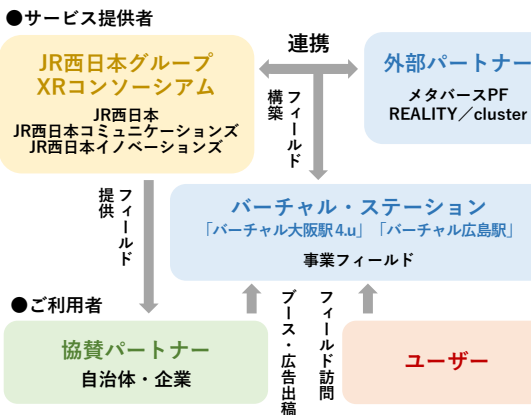 ●サービス提供者
JR西日本グループ
XRコンソーシアム
JR西日本
JR西日本コミュニケーションズ
JR西日本イノベーションズ
連携
フィールド
構築
外部パートナー
メタバースPF
REALITY／cluster
フィールド
提供
バーチャル・ステーション
「バーチャル大阪駅4.u」「バーチャル広島駅」
事業フィールド
●ご利用者
協賛パートナー
自治体・企業
ブース・広告出稿
フィールド訪問
ユーザー